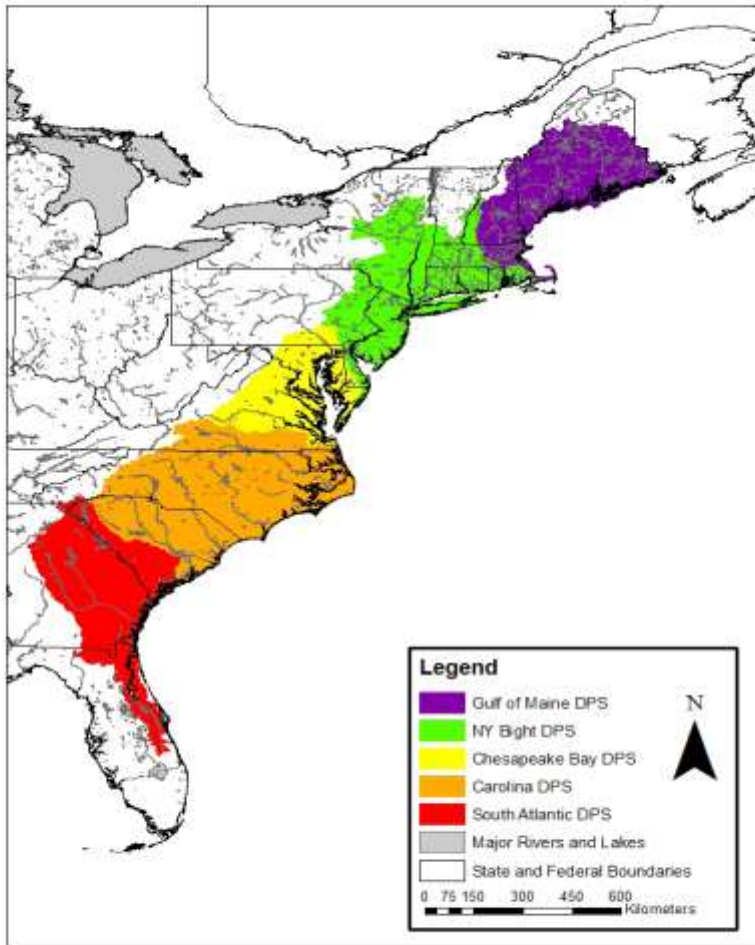 Legend
N
Gulf of Maine DPS
NY Bight DPS
Chesapeake Bay DPS
Carolina DPS
South Atlantic DPS
Major Rivers and Lakes
State and Federal Boundaries
0 75 150 300 450 600
Kilometers